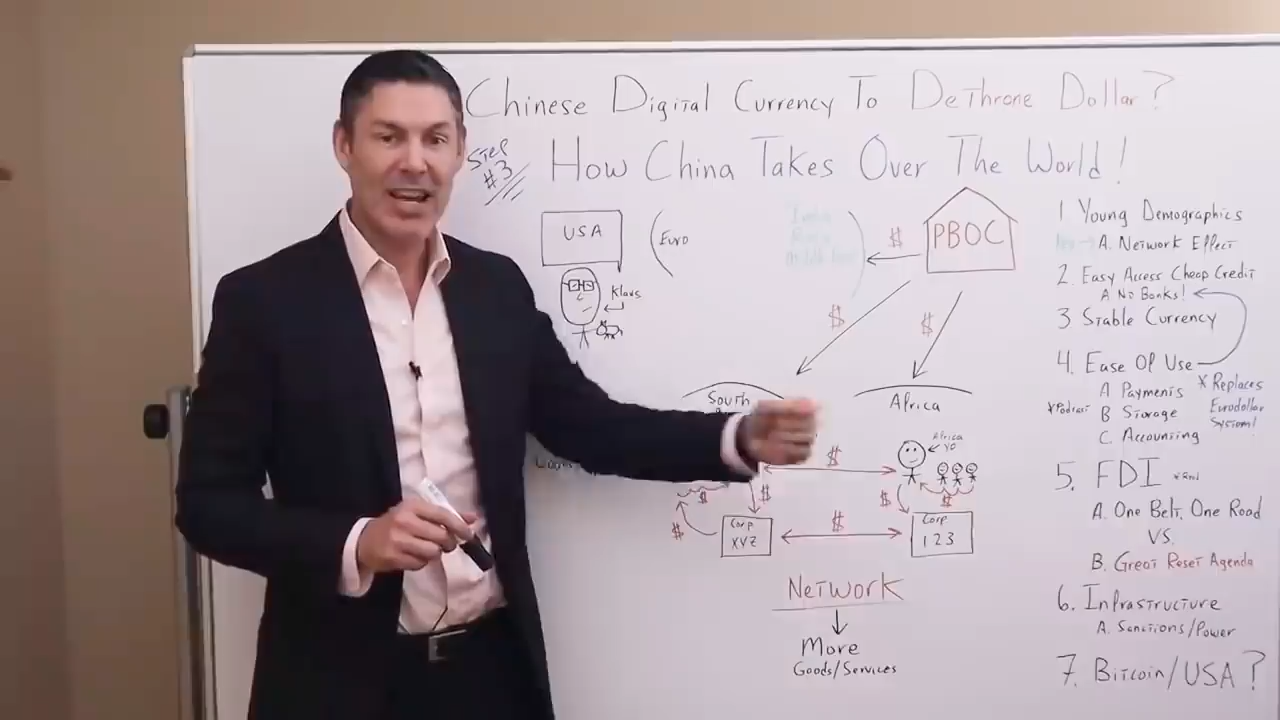 Chinese Digital Currency To Dethrone Dollar?
Step
#3
How China Takes Over The World!
USA
(Euro
)
$
PBOC
Klaus
$
$
South
Africa
$
Africa
YO
$
$
$
$
$
Corp
XYZ
$
Corp
123
Network
More
Goods/Services
1. Young Demographics
A. Network Effect
2. Easy Access Cheap Credit
A No Banks!
3 Stable Currency
4. Ease Of Use
A Payments
* Replaces
Eurodollar
System!
*Podcast
B Storage
C. Accounting
5. FDI
A. One Belt, One Road
VS.
B. Great Reset Agenda
6. Infrastructure
A. Sanctions/Power
7. Bitcoin/USA?